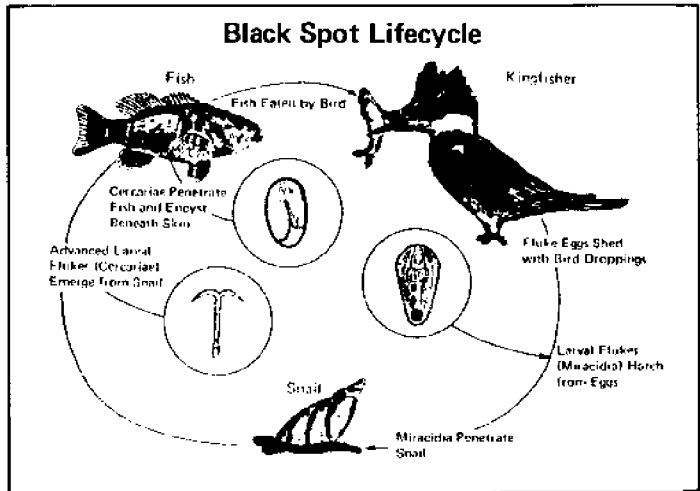 Black Spot Lifecycle
Fish
Kingfisher
Fish Eaten by Bird
Cercariae Penetrate
Fish and Encyst
Beneath Skin
Advanced Larval
Flukes (Cercariae)
Emerge from Snail
Fluke Eggs Shed
with Bird Droppings
Larval Flukes
(Miracidia) Hatch
from Eggs
Snail
Miracidia Penetrate
Snail